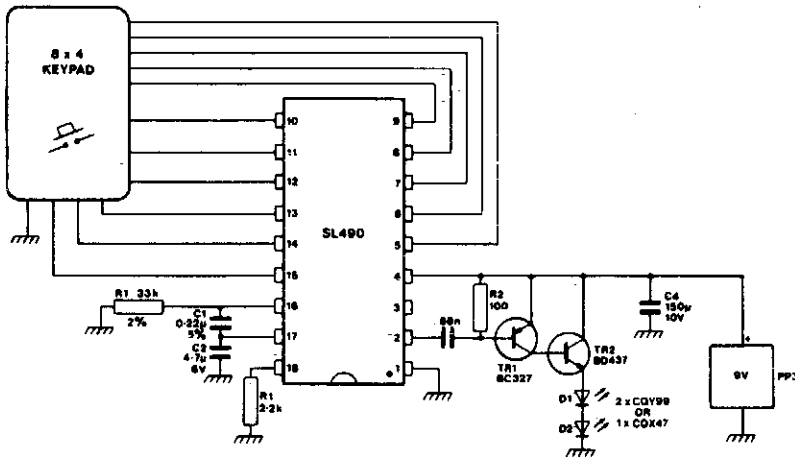 8 x 4
KEYPAD
10
11
12
13
14
15
16
17
18
9
8
7
6
5
4
3
2
1
SL490
R1 33k
2%
C1
0·22µ
5%
C2
4·7µ
6V
R1
2·2k
R2
100
68n
TR1
BC327
TR2
BD437
D1
D2
2 x CQY99
OR
1 x CQX47
C4
150µ
10V
+
9V
PP3